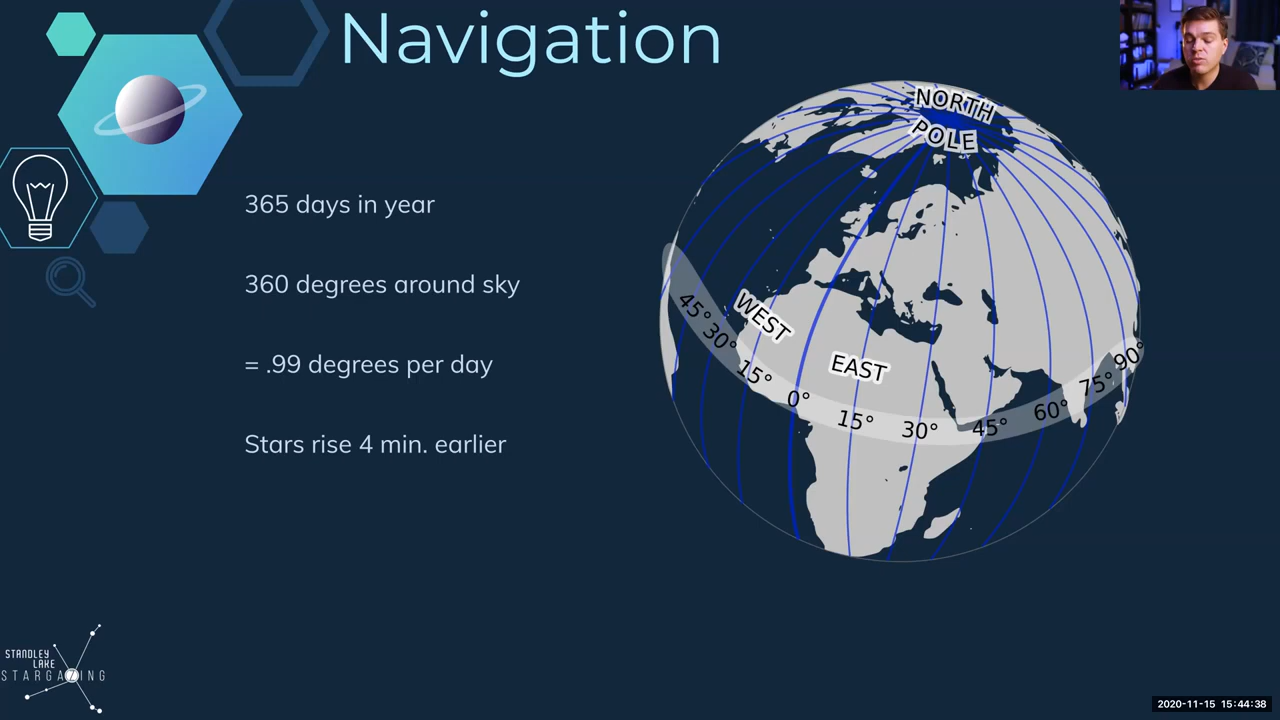 Navigation
365 days in year
360 degrees around sky
= .99 degrees per day
Stars rise 4 min. earlier
NORTH
POLE
WEST
EAST
45° 30° 15° 0° 15° 30° 45° 60° 75° 90°
STANDLEY
LAKE
STARGAZING
2020-11-15 15:44:38